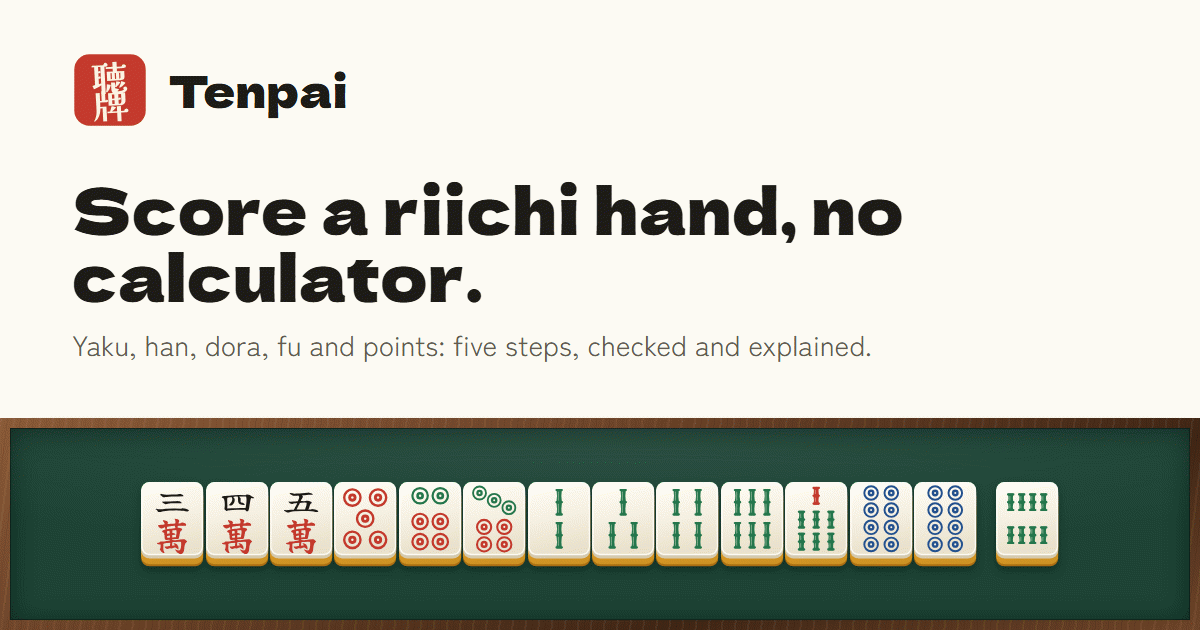 聴牌
Tenpai
Score a riichi hand, no
calculator.
Yaku, han, dora, fu and points: five steps, checked and explained.
三 四 五
萬 萬 萬